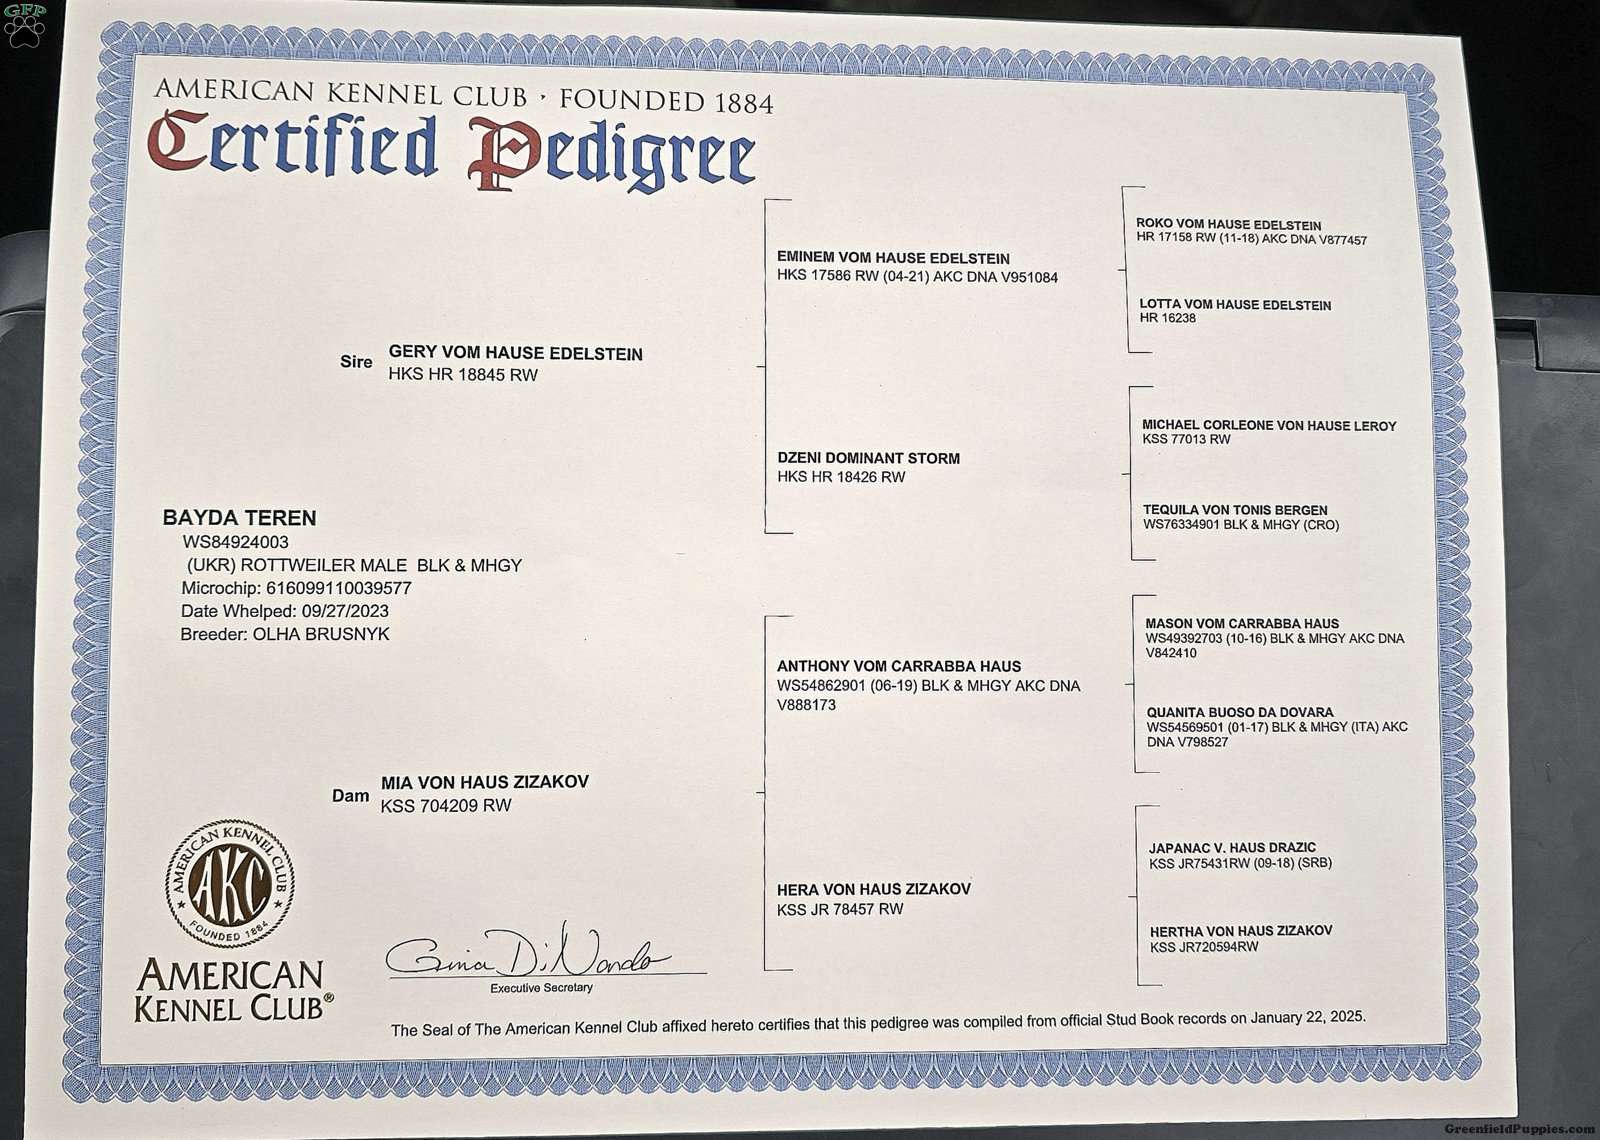 GFP
AMERICAN KENNEL CLUB · FOUNDED 1884
Certified Pedigree
ROKO VOM HAUSE EDELSTEIN
HR 17158 RW (11-18) AKC DNA V877457
EMINEM VOM HAUSE EDELSTEIN
HKS 17586 RW (04-21) AKC DNA V951084
LOTTA VOM HAUSE EDELSTEIN
HR 16238
Sire GERY VOM HAUSE EDELSTEIN
HKS HR 18845 RW
MICHAEL CORLEONE VON HAUSE LEROY
KSS 77013 RW
DZENI DOMINANT STORM
HKS HR 18426 RW
TEQUILA VON TONIS BERGEN
WS76334901 BLK & MHGY (CRO)
BAYDA TEREN
WS84924003
(UKR) ROTTWEILER MALE BLK & MHGY
Microchip: 616099110039577
Date Whelped: 09/27/2023
Breeder: OLHA BRUSNYK
MASON VOM CARRABBA HAUS
WS49392703 (10-16) BLK & MHGY AKC DNA
V842410
ANTHONY VOM CARRABBA HAUS
WS54862901 (06-19) BLK & MHGY AKC DNA
V888173
QUANITA BUOSO DA DOVARA
WS54569501 (01-17) BLK & MHGY (ITA) AKC
DNA V798527
Dam MIA VON HAUS ZIZAKOV
KSS 704209 RW
JAPANAC V. HAUS DRAZIC
KSS JR75431RW (09-18) (SRB)
HERA VON HAUS ZIZAKOV
KSS JR 78457 RW
HERTHA VON HAUS ZIZAKOV
KSS JR720594RW
AMERICAN KENNEL CLUB
AKC
FOUNDED 1884
AMERICAN
KENNEL CLUB®
Gina DiNardo
Executive Secretary
The Seal of The American Kennel Club affixed hereto certifies that this pedigree was compiled from official Stud Book records on January 22, 2025.
GreenfieldPuppies.com